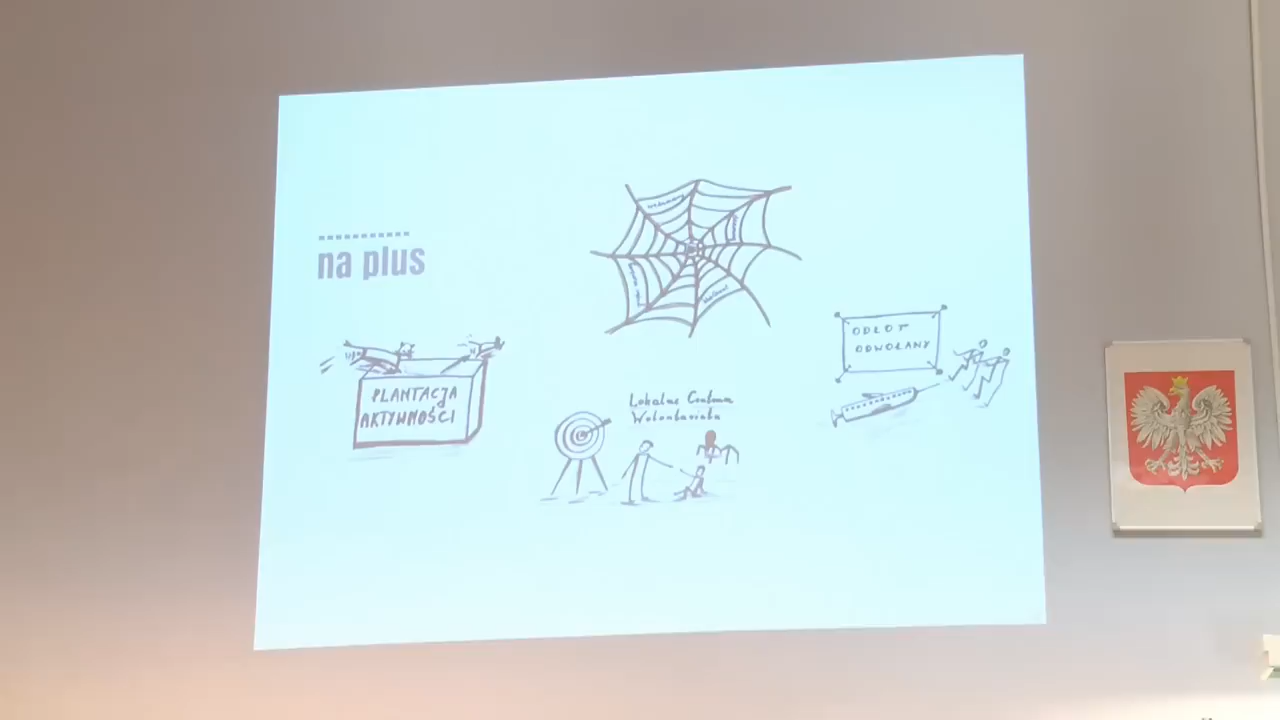 na plus
PLANTACJA
AKTYWNOŚCI
Lokalne Centrum
Wolontariatu
ODLOT
ODWOŁANY